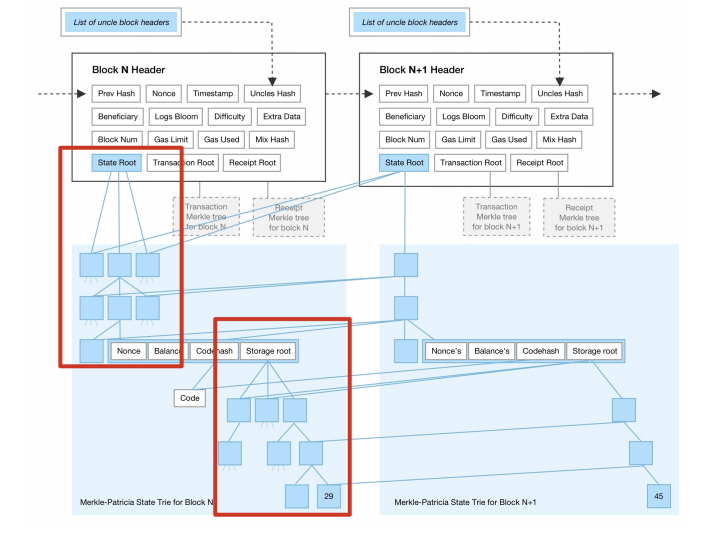 List of uncle block headers
List of uncle block headers
Block N Header
Prev Hash Nonce Timestamp Uncles Hash
Beneficiary Logs Bloom Difficulty Extra Data
Block Num Gas Limit Gas Used Mix Hash
State Root Transaction Root Receipt Root
Block N+1 Header
Prev Hash Nonce Timestamp Uncles Hash
Beneficiary Logs Bloom Difficulty Extra Data
Block Num Gas Limit Gas Used Mix Hash
State Root Transaction Root Receipt Root
Transaction
Merkle tree
for block N
Receipt
Merkle tree
for bolck N
Transaction
Merkle tree
for block N+1
Receipt
Merkle tree
for bolck N+1
Nonce Balance Codehash Storage root
Nonce's Balance's Codehash Storage root
Code
29
45
Merkle-Patricia State Trie for Block N
Merkle-Patricia State Trie for Block N+1